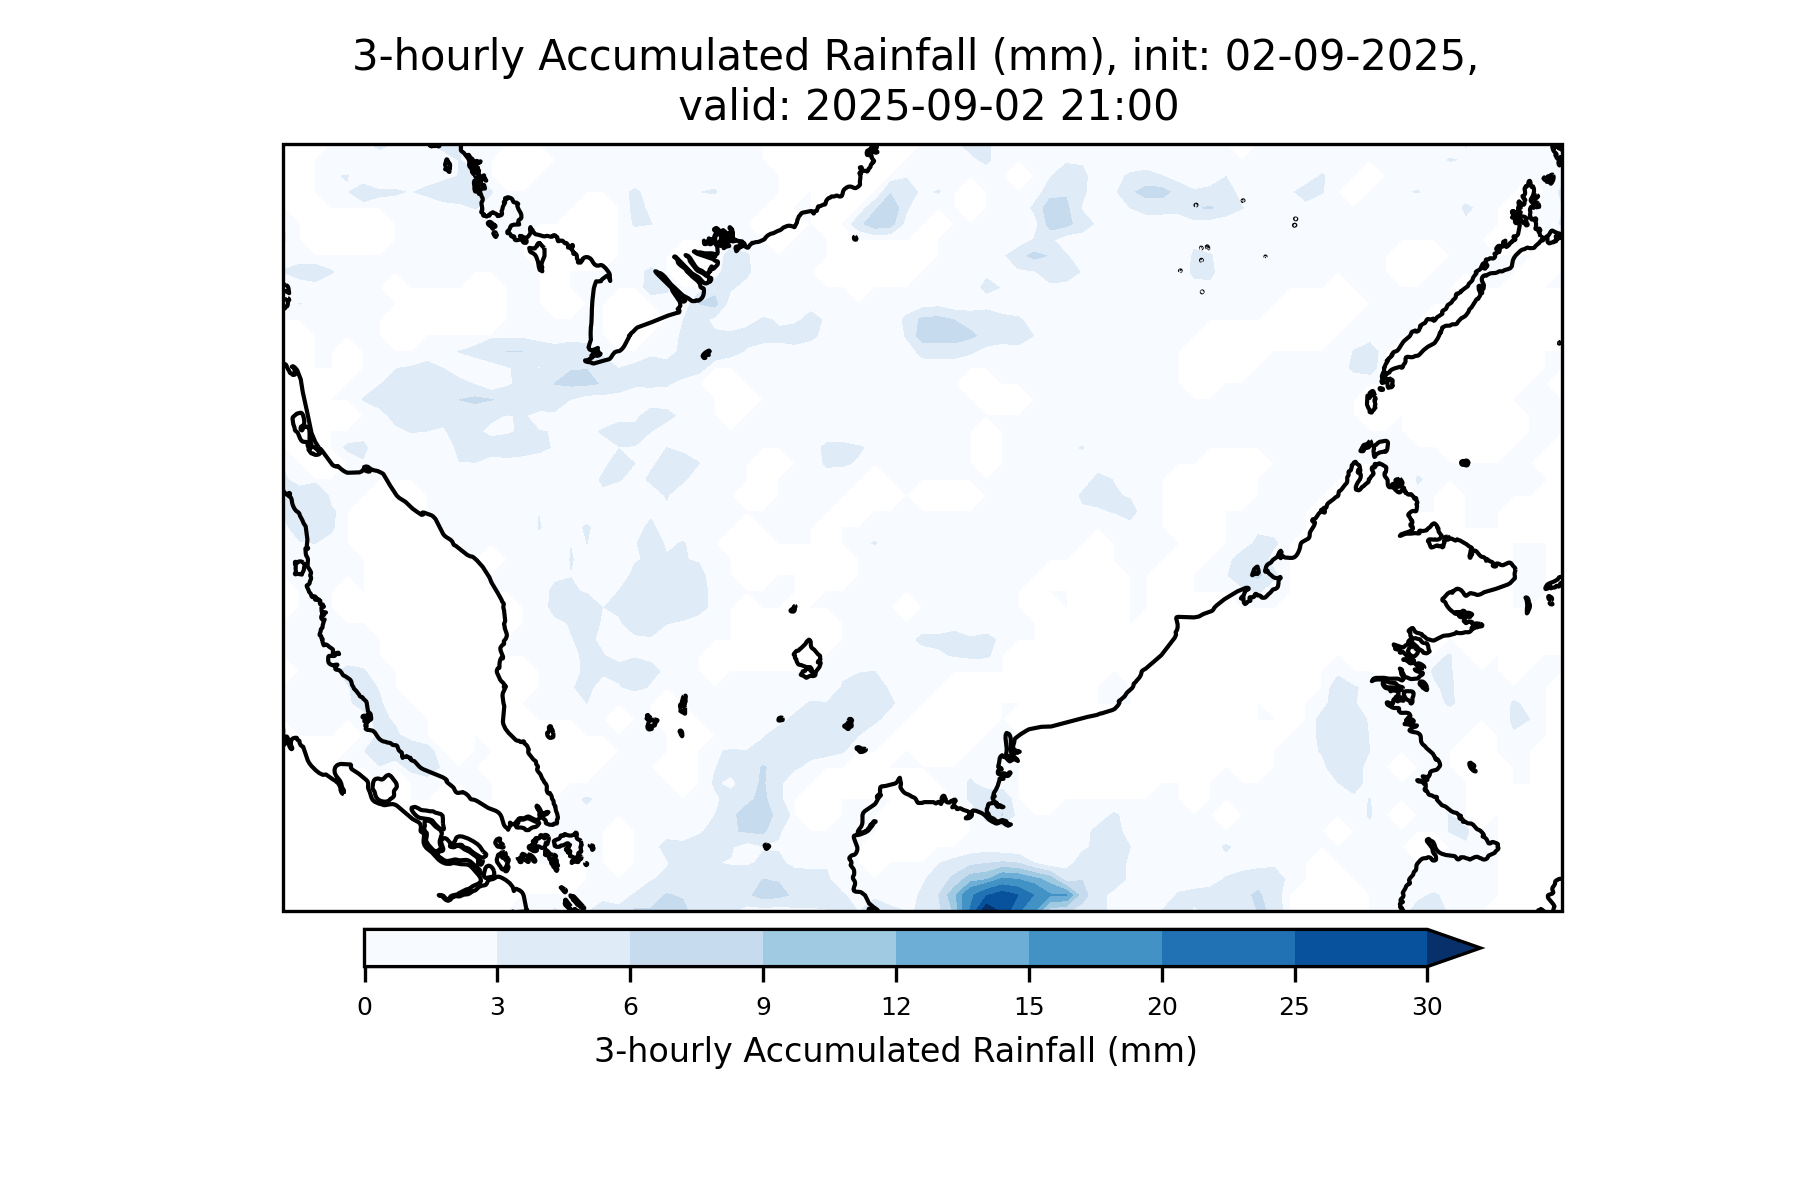 3-hourly Accumulated Rainfall (mm), init: 02-09-2025,
valid: 2025-09-02 21:00
0 3 6 9 12 15 20 25 30
3-hourly Accumulated Rainfall (mm)